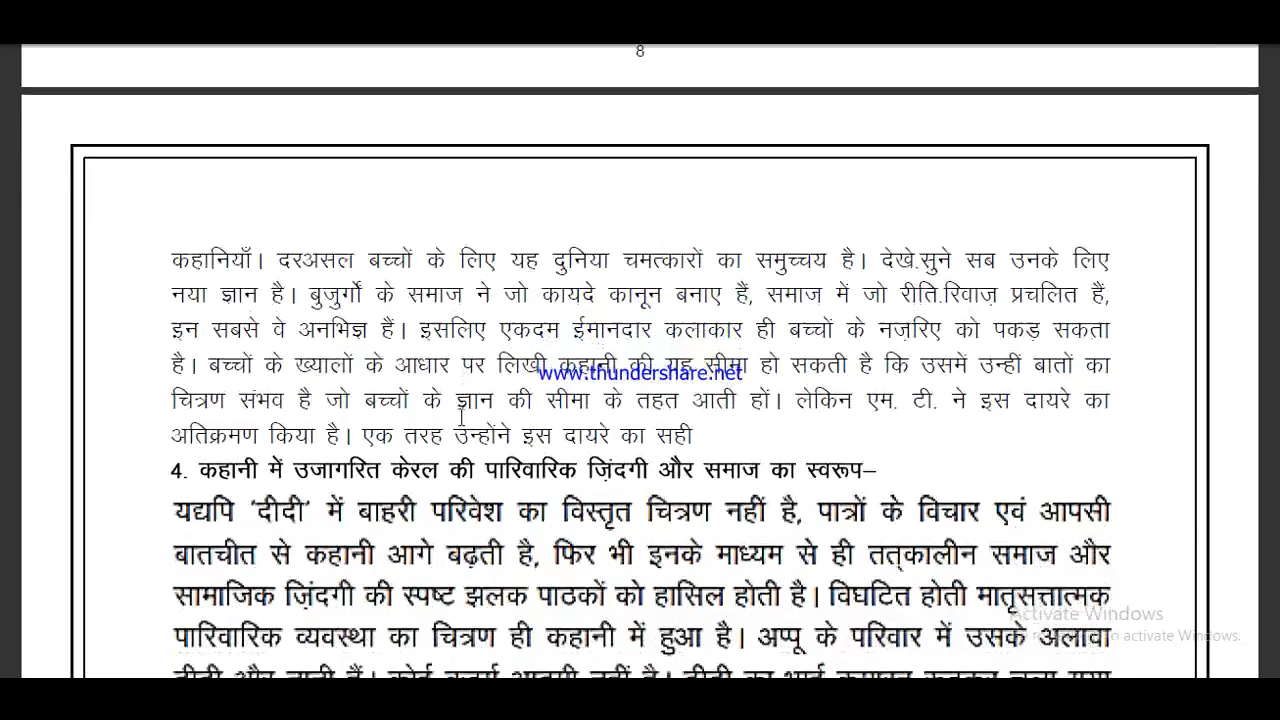 8
कहानियाँ। दरअसल बच्चों के लिए यह दुनिया चमत्कारों का समुच्चय है। देखे.सुने सब उनके लिए
नया ज्ञान है। बुजुर्गों के समाज ने जो कायदे कानून बनाए हैं, समाज में जो रीति.रिवाज़ प्रचलित हैं,
इन सबसे वे अनभिज्ञ हैं। इसलिए एकदम ईमानदार कलाकार ही बच्चों के नज़रिए को पकड़ सकता
है। बच्चों के ख्यालों के आधार पर लिखी कहानी की यह सीमा हो सकती है कि उसमें उन्हीं बातों का
www.thundershare.net
चित्रण संभव है जो बच्चों के ज्ञान की सीमा के तहत आती हों। लेकिन एम. टी. ने इस दायरे का
अतिक्रमण किया है। एक तरह उन्होंने इस दायरे का सही
4. कहानी में उजागरित केरल की पारिवारिक ज़िंदगी और समाज का स्वरूप–
यद्यपि 'दीदी' में बाहरी परिवेश का विस्तृत चित्रण नहीं है, पात्रों के विचार एवं आपसी
बातचीत से कहानी आगे बढ़ती है, फिर भी इनके माध्यम से ही तत्कालीन समाज और
सामाजिक ज़िंदगी की स्पष्ट झलक पाठकों को हासिल होती है। विघटित होती मातृसत्तात्मक
Activate Windows
पारिवारिक व्यवस्था का चित्रण ही कहानी में हुआ है। अप्पू के परिवार में उसके अलावा
to activate Windows.